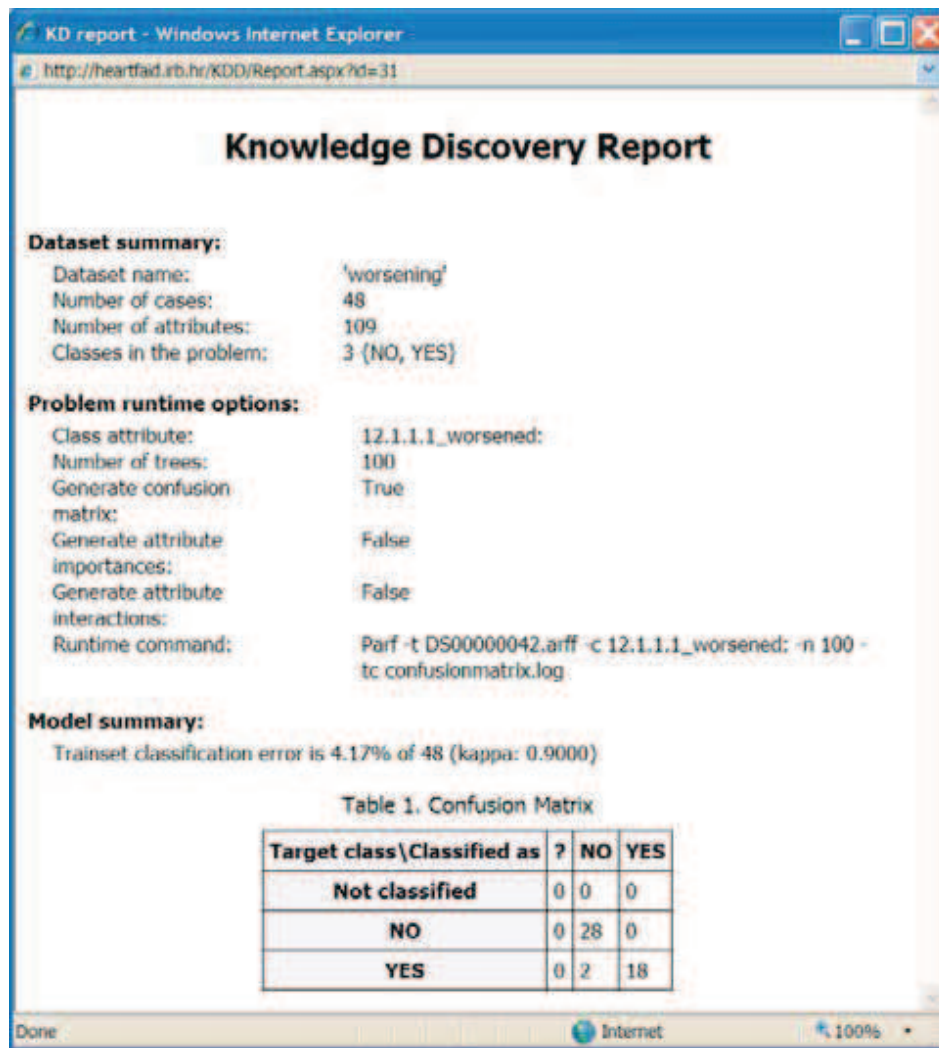 KD report - Windows Internet Explorer
http://heartfaid.irb.hr/KDD/Report.aspx?id=31
Knowledge Discovery Report
Dataset summary:
Dataset name: 'worsening'
Number of cases: 48
Number of attributes: 109
Classes in the problem: 3 {NO, YES}
Problem runtime options:
Class attribute: 12.1.1.1_worsened:
Number of trees: 100
Generate confusion True
matrix:
Generate attribute False
importances:
Generate attribute False
interactions:
Runtime command: Parf -t DS00000042.arff -c 12.1.1.1_worsened: -n 100 -
tc confusionmatrix.log
Model summary:
Trainset classification error is 4.17% of 48 (kappa: 0.9000)
Table 1. Confusion Matrix
Target class\Classified as ? NO YES
Not classified 0 0 0
NO 0 28 0
YES 0 2 18
Done Internet 100%